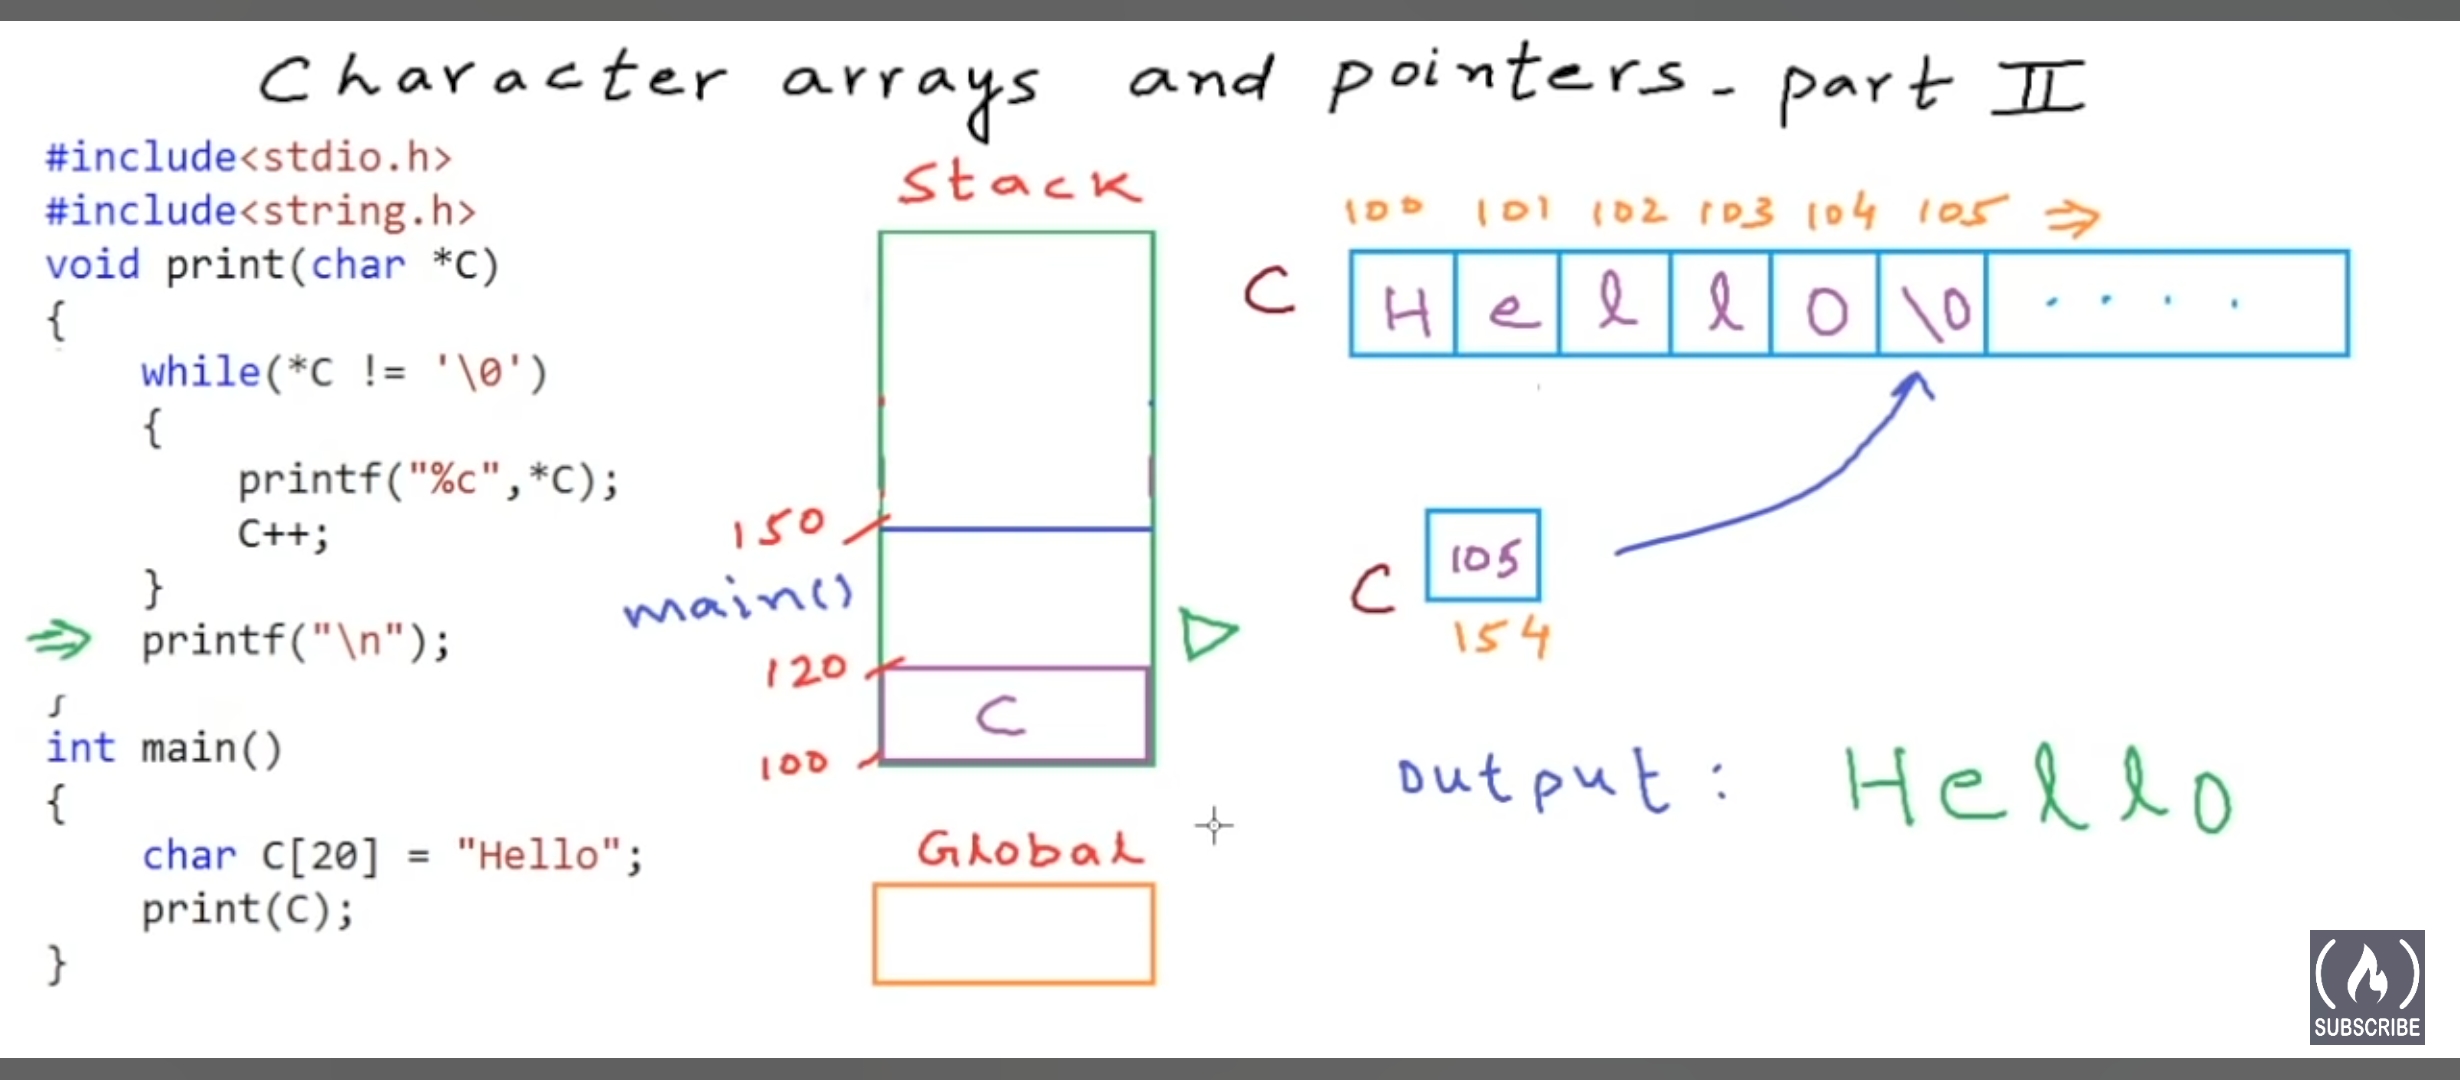 Character arrays and pointers - part II
#include<stdio.h>
#include<string.h>
void print(char *C)
{
while(*C != '\0')
{
printf("%c",*C);
C++;
}
printf("\n");
int main()
{
char C[20] = "Hello";
print(C);
}
Stack
150
main()
120
C
100
Global
100 101 102 103 104 105
C H e l l o \0 . . . .
C 105
154
output: Hello
SUBSCRIBE